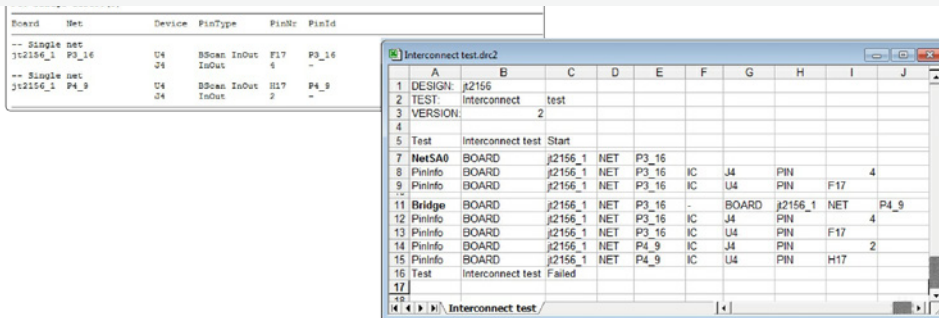 Board Net Device PinType PinNr PinId
-- Single net
jt2156_1 P3_16 U4 BScan InOut F17 P3_16
J4 InOut 4 -
-- Single net
jt2156_1 P4_9 U4 BScan InOut H17 P4_9
J4 InOut 2 -
Interconnect test.drc2
A B C D E F G H I J
1 DESIGN: jt2156
2 TEST: Interconnect test
3 VERSION: 2
4
5 Test Interconnect test Start
7 NetSA0 BOARD jt2156_1 NET P3_16
8 PinInfo BOARD jt2156_1 NET P3_16 IC J4 PIN 4
9 PinInfo BOARD jt2156_1 NET P3_16 IC U4 PIN F17
11 Bridge BOARD jt2156_1 NET P3_16 - BOARD jt2156_1 NET P4_9
12 PinInfo BOARD jt2156_1 NET P3_16 IC J4 PIN 4
13 PinInfo BOARD jt2156_1 NET P3_16 IC U4 PIN F17
14 PinInfo BOARD jt2156_1 NET P4_9 IC J4 PIN 2
15 PinInfo BOARD jt2156_1 NET P4_9 IC U4 PIN H17
16 Test Interconnect test Failed
17
18
Interconnect test